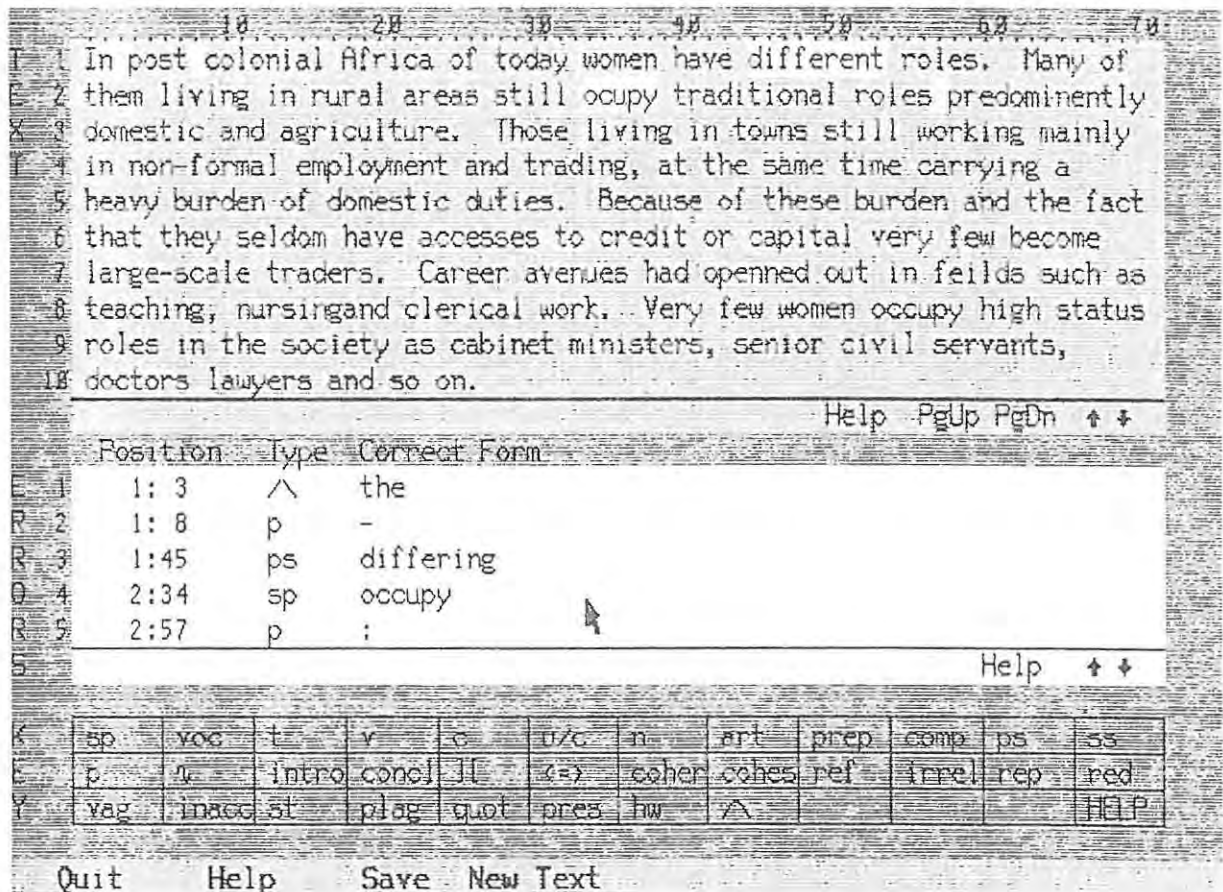 10 20 30 40 50 60 70
T 1 In post colonial Africa of today women have different roles. Many of
E 2 them living in rural areas still ocupy traditional roles predominently
X 3 domestic and agriculture. Those living in towns still working mainly
T 4 in non-formal employment and trading, at the same time carrying a
5 heavy burden of domestic duties. Because of these burden and the fact
6 that they seldom have accesses to credit or capital very few become
7 large-scale traders. Career avenues had openned out in feilds such as
8 teaching, nursingand clerical work. Very few women occupy high status
9 roles in the society as cabinet ministers, senior civil servants,
10 doctors lawyers and so on.
Help PgUp PgDn ↑ ↓
Position Type Correct Form
E 1 1: 3 /\ the
R 2 1: 8 p -
R 3 1:45 ps differing
O 4 2:34 sp occupy
R 5 2:57 p :
S Help ↑ ↓
K sp voc t v c u/c n art prep comp ps ss
E p intro concl ][ <=> coher cohes ref irrel rep red
Y vag inacc st plag quot pres hw /\ HELP
Quit Help Save New Text